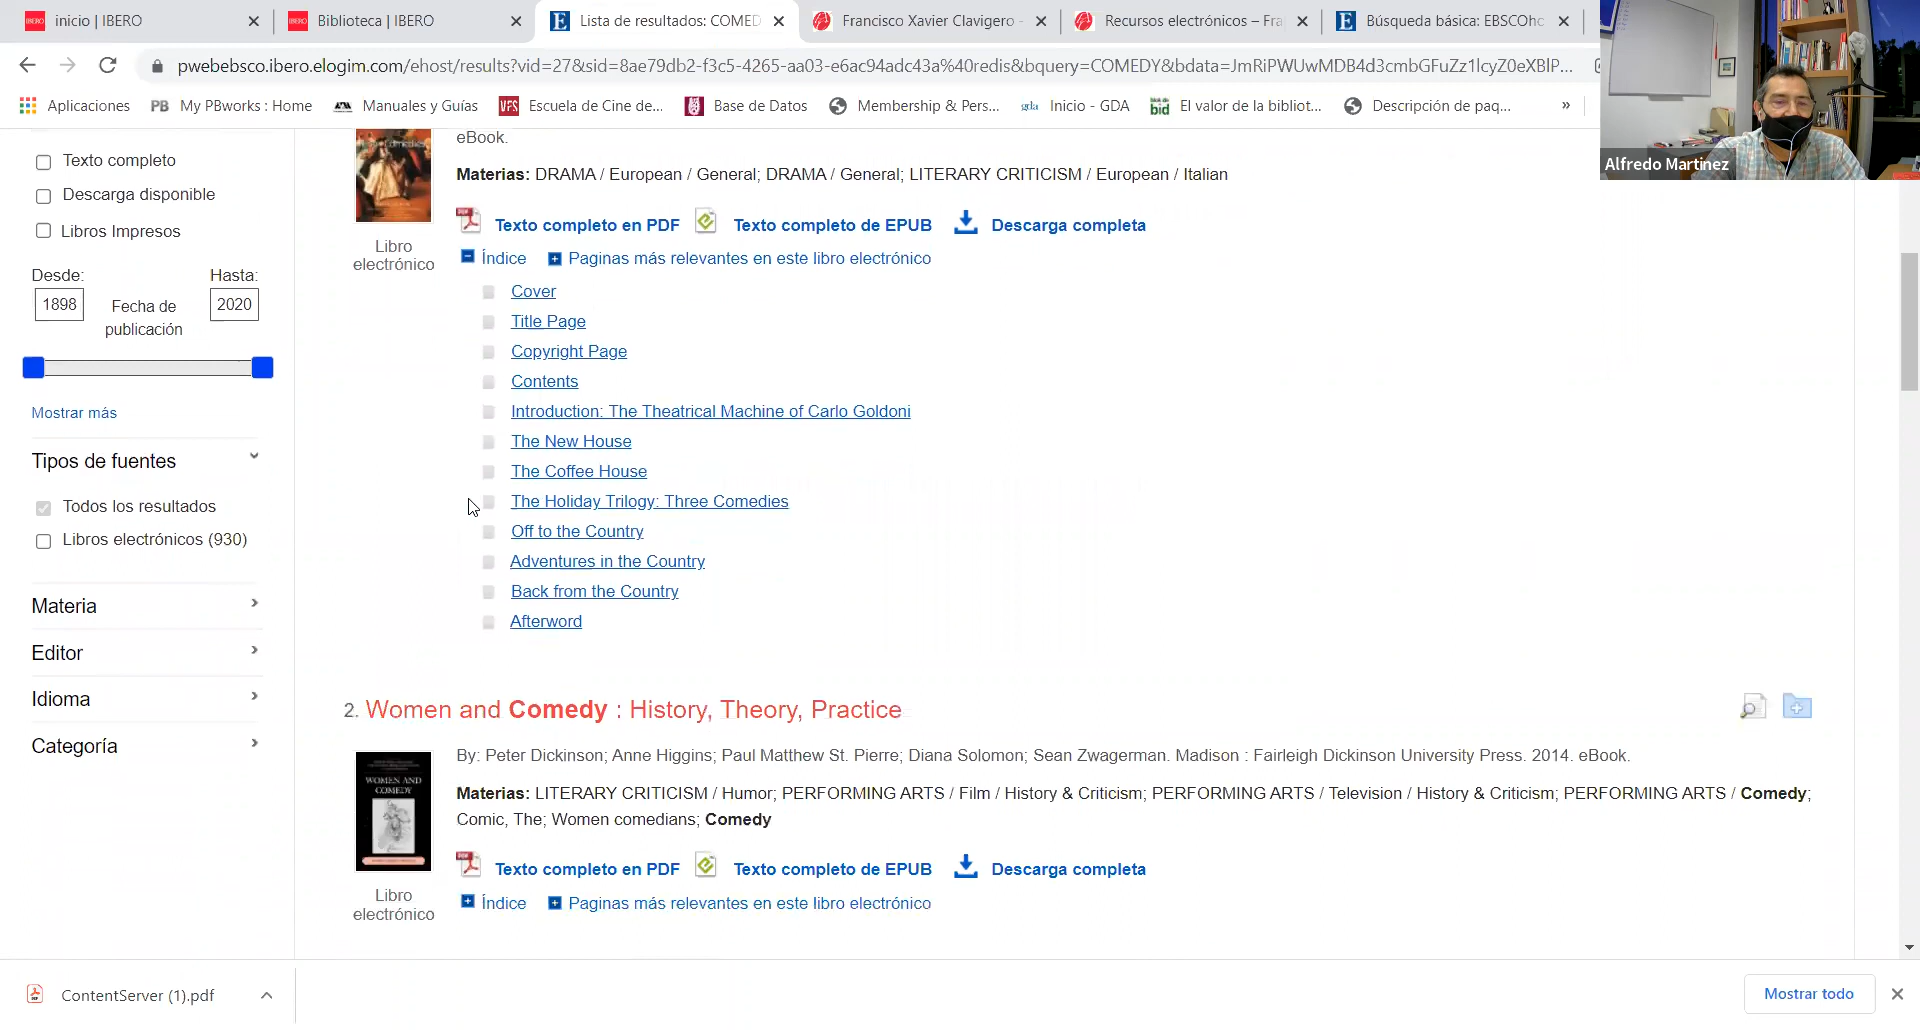 inicio | IBERO
Biblioteca | IBERO
Lista de resultados: COMED
Francisco Xavier Clavigero -
Recursos electrónicos – Fra
Búsqueda básica: EBSCOhc
pwebebsco.ibero.elogim.com/ehost/results?vid=27&sid=8ae79db2-f3c5-4265-aa03-e6ac94adc43a%40redis&bquery=COMEDY&bdata=JmRiPWUwMDB4d3cmbGFuZz1lcyZ0eXBlP...
Aplicaciones
PB My PBworks : Home
Manuales y Guías
Escuela de Cine de...
Base de Datos
Membership & Pers...
gda Inicio - GDA
bid El valor de la bibliot...
Descripción de paq...
»
Alfredo Martinez
Texto completo
Descarga disponible
Libros Impresos
Desde:
Hasta:
1898
Fecha de
publicación
2020
Mostrar más
Tipos de fuentes
Todos los resultados
Libros electrónicos (930)
Materia
Editor
Idioma
Categoría
eBook.
Materias: DRAMA / European / General; DRAMA / General; LITERARY CRITICISM / European / Italian
Libro
electrónico
Texto completo en PDF
Texto completo de EPUB
Descarga completa
Índice
Paginas más relevantes en este libro electrónico
Cover
Title Page
Copyright Page
Contents
Introduction: The Theatrical Machine of Carlo Goldoni
The New House
The Coffee House
The Holiday Trilogy: Three Comedies
Off to the Country
Adventures in the Country
Back from the Country
Afterword
2. Women and Comedy : History, Theory, Practice
By: Peter Dickinson; Anne Higgins; Paul Matthew St. Pierre; Diana Solomon; Sean Zwagerman. Madison : Fairleigh Dickinson University Press. 2014. eBook.
Materias: LITERARY CRITICISM / Humor; PERFORMING ARTS / Film / History & Criticism; PERFORMING ARTS / Television / History & Criticism; PERFORMING ARTS / Comedy;
Comic, The; Women comedians; Comedy
WOMEN AND
COMEDY
Libro
electrónico
Texto completo en PDF
Texto completo de EPUB
Descarga completa
Índice
Paginas más relevantes en este libro electrónico
ContentServer (1).pdf
Mostrar todo